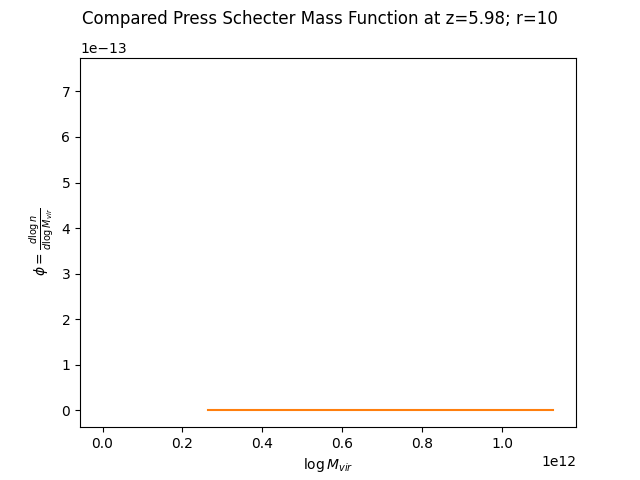 Compared Press Schecter Mass Function at z=5.98; r=10
1e−13
7
6
5
4
3
2
1
0
ϕ = d log n / d log M_vir
0.0 0.2 0.4 0.6 0.8 1.0
1e12
log M_vir